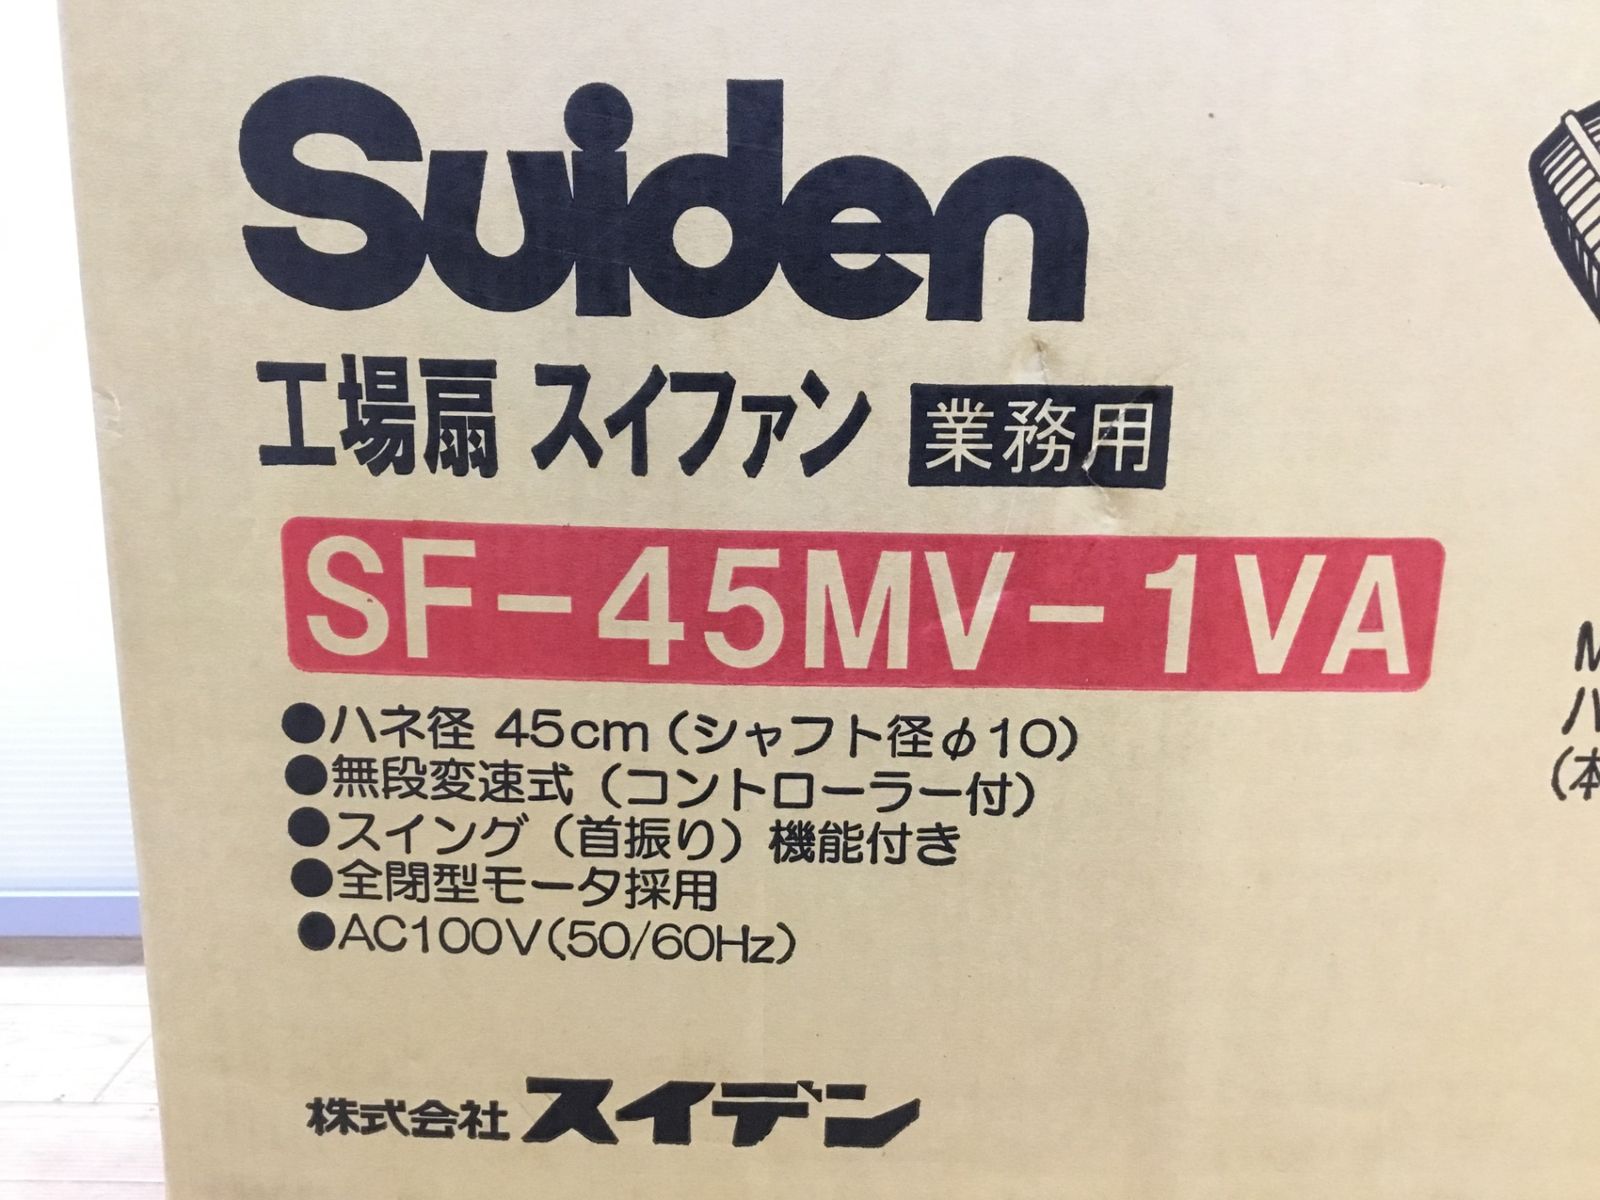 Suiden
工場扇 スイファン 業務用
SF-45MV-1VA
●ハネ径 45cm(シャフト径φ10)
●無段変速式(コントローラー付)
●スイング(首振り)機能付き
●全閉型モータ採用
●AC100V(50/60Hz)
株式会社 スイデン
(本